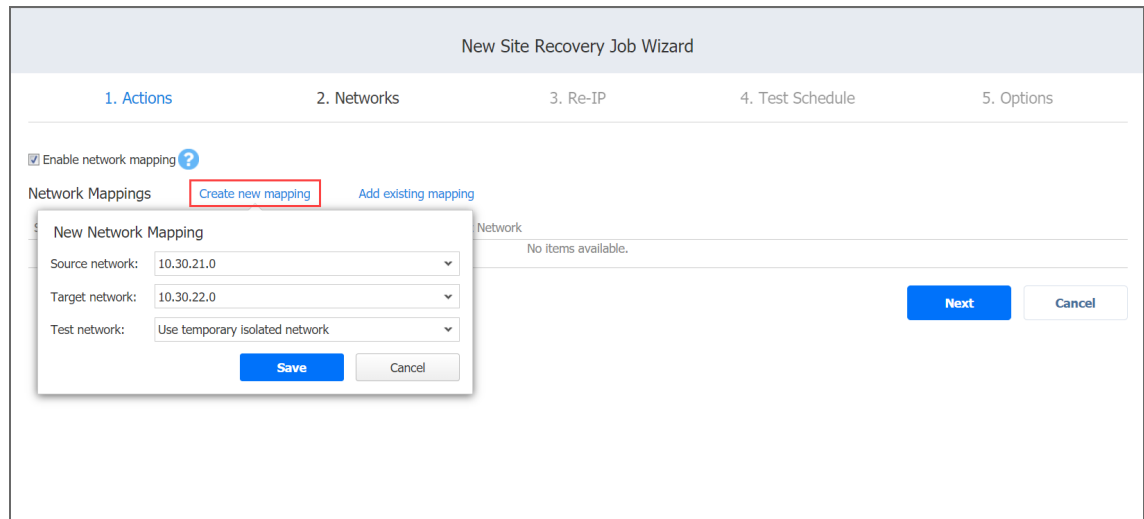 New Site Recovery Job Wizard
1. Actions 2. Networks 3. Re-IP 4. Test Schedule 5. Options
Enable network mapping ?
Network Mappings Create new mapping Add existing mapping
Network
No items available.
New Network Mapping
Source network: 10.30.21.0
Target network: 10.30.22.0
Test network: Use temporary isolated network
Save Cancel
Next Cancel